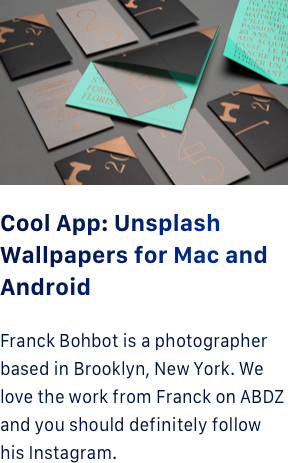 Cool App: Unsplash
Wallpapers for Mac and
Android
Franck Bohbot is a photographer
based in Brooklyn, New York. We
love the work from Franck on ABDZ
and you should definitely follow
his Instagram.